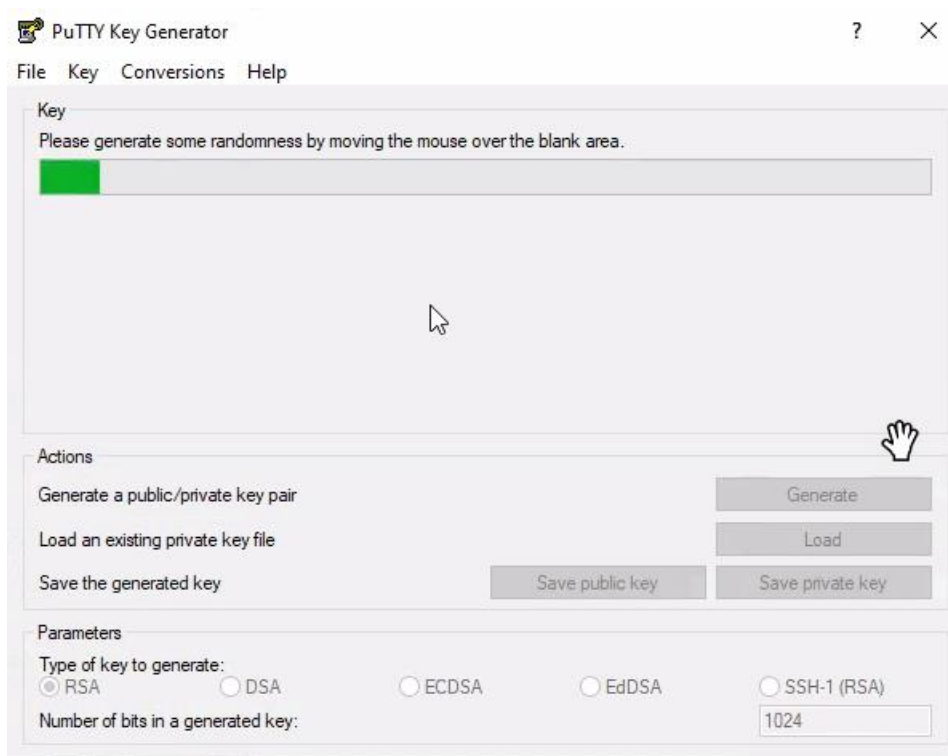 PuTTY Key Generator ? ×
File Key Conversions Help
Key
Please generate some randomness by moving the mouse over the blank area.
Actions
Generate a public/private key pair Generate
Load an existing private key file Load
Save the generated key Save public key Save private key
Parameters
Type of key to generate:
RSA DSA ECDSA EdDSA SSH-1 (RSA)
Number of bits in a generated key: 1024